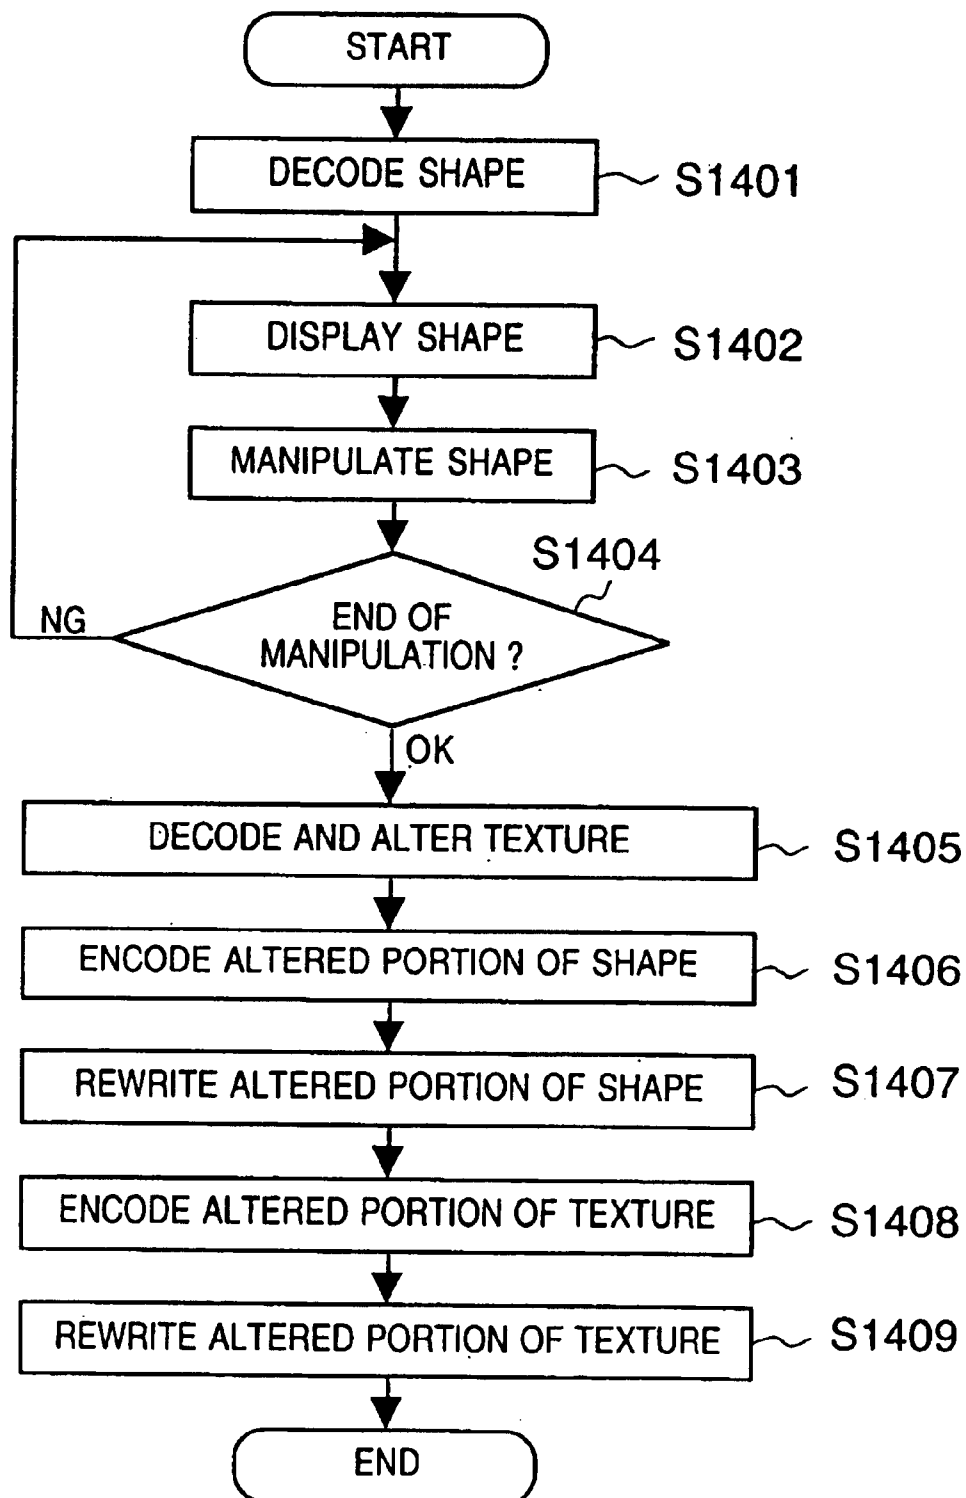 START
DECODE SHAPE
S1401
DISPLAY SHAPE
S1402
MANIPULATE SHAPE
S1403
S1404
END OF
MANIPULATION ?
NG
OK
DECODE AND ALTER TEXTURE
S1405
ENCODE ALTERED PORTION OF SHAPE
S1406
REWRITE ALTERED PORTION OF SHAPE
S1407
ENCODE ALTERED PORTION OF TEXTURE
S1408
REWRITE ALTERED PORTION OF TEXTURE
S1409
END